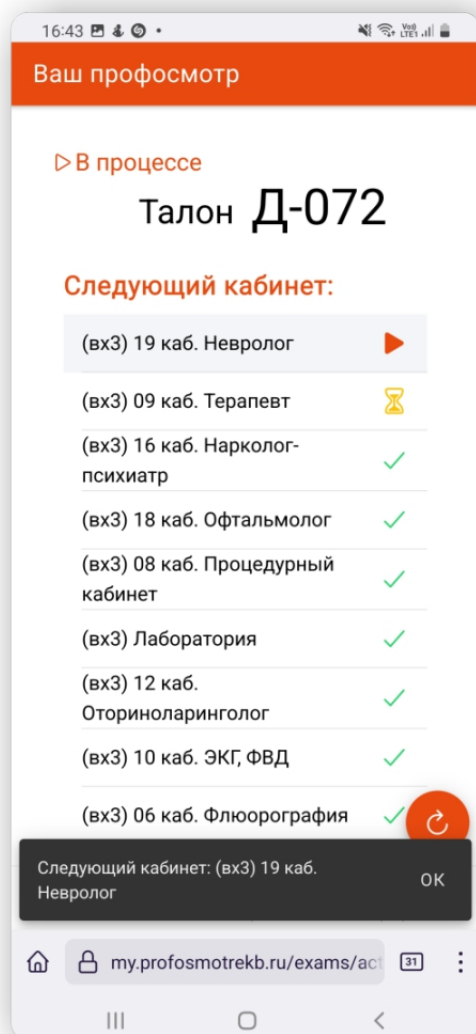 16:43
Vo))
LTE1
Ваш профосмотр
В процессе
Талон Д-072
Следующий кабинет:
(вх3) 19 каб. Невролог
(вх3) 09 каб. Терапевт
(вх3) 16 каб. Нарколог-
психиатр
(вх3) 18 каб. Офтальмолог
(вх3) 08 каб. Процедурный
кабинет
(вх3) Лаборатория
(вх3) 12 каб.
Оториноларинголог
(вх3) 10 каб. ЭКГ, ФВД
(вх3) 06 каб. Флюорография
Следующий кабинет: (вх3) 19 каб.
Невролог
ОК
my.profosmotrekb.ru/exams/act
31